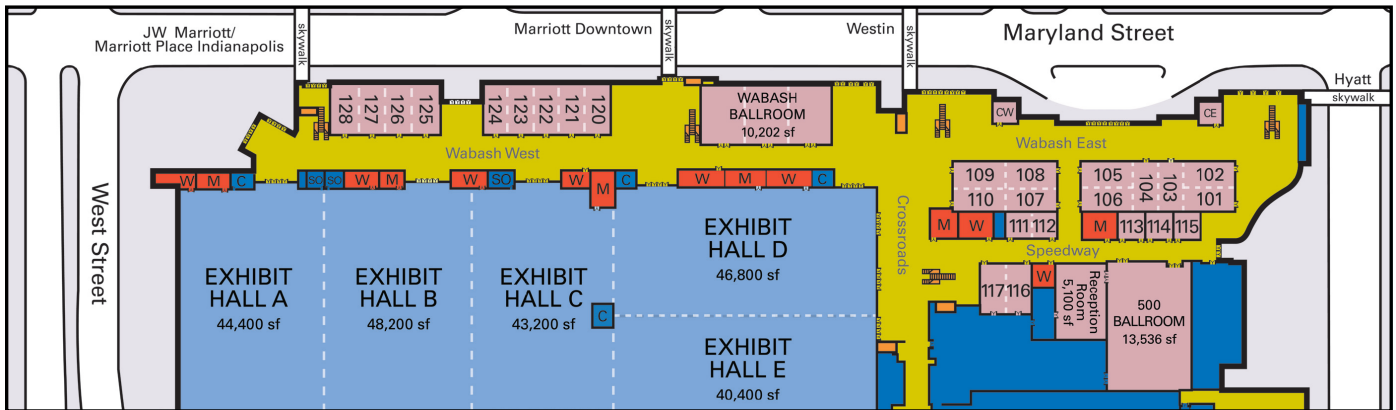 JW Marriott/
Marriott Place Indianapolis
skywalk
Marriott Downtown
skywalk
Westin
skywalk
Maryland Street
Hyatt
skywalk
West Street
128
127
126
125
124
123
122
121
120
WABASH
BALLROOM
10,202 sf
CW
CE
Wabash West
Wabash East
W
M
C
SO
SO
W
M
W
SO
W
M
C
W
M
W
C
109
108
110
107
105
104
103
102
106
101
M
W
111
112
M
113
114
115
Crossroads
Speedway
EXHIBIT
HALL A
44,400 sf
EXHIBIT
HALL B
48,200 sf
EXHIBIT
HALL C
43,200 sf
C
EXHIBIT
HALL D
46,800 sf
EXHIBIT
HALL E
40,400 sf
117
116
W
Reception
Room
5,100 sf
500
BALLROOM
13,536 sf